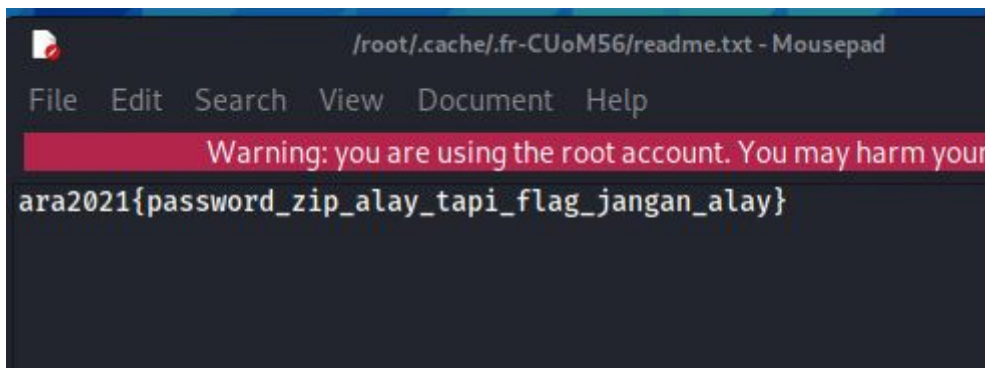 /root/.cache/.fr-CUoM56/readme.txt - Mousepad
File Edit Search View Document Help
Warning: you are using the root account. You may harm your
ara2021{password_zip_alay_tapi_flag_jangan_alay}